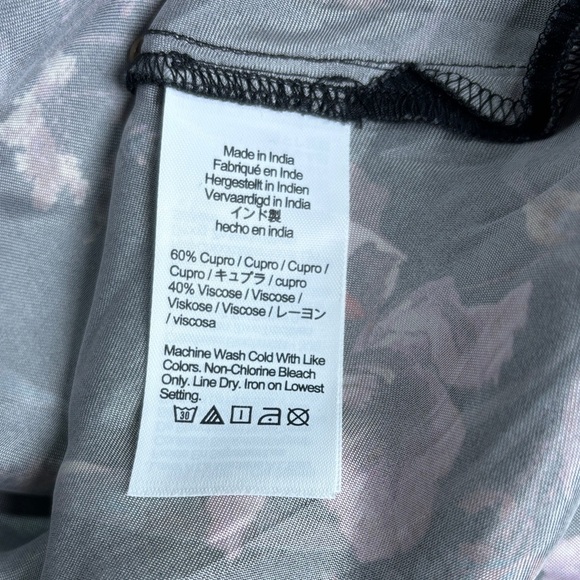 Made in India
Fabriqué en Inde
Hergestellt in Indien
Vervaardigd in India
インド製
hecho en india
60% Cupro / Cupro / Cupro /
Cupro / キュプラ / cupro
40% Viscose / Viscose /
Viskose / Viscose / レーヨン
/ viscosa
Machine Wash Cold With Like
Colors. Non-Chlorine Bleach
Only. Line Dry. Iron on Lowest
Setting.
30